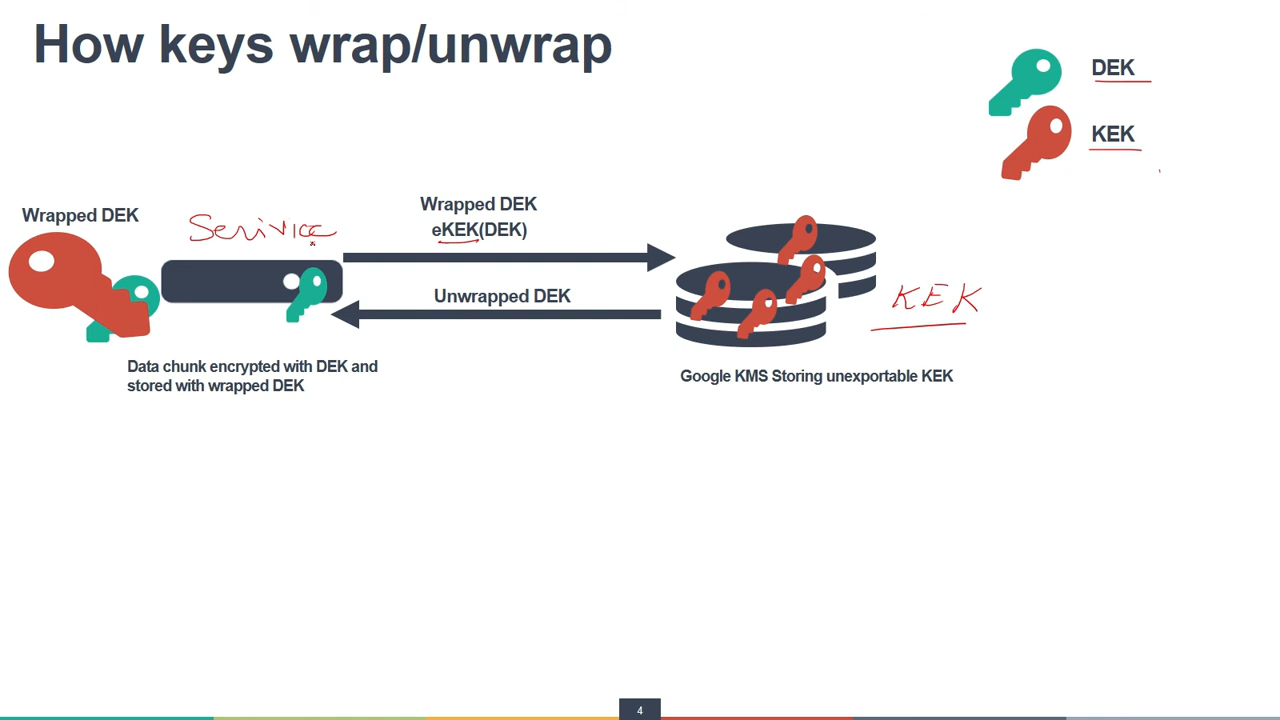 How keys wrap/unwrap
DEK
KEK
Wrapped DEK
Serivice
Wrapped DEK
eKEK(DEK)
Unwrapped DEK
KEK
Data chunk encrypted with DEK and
stored with wrapped DEK
Google KMS Storing unexportable KEK
4